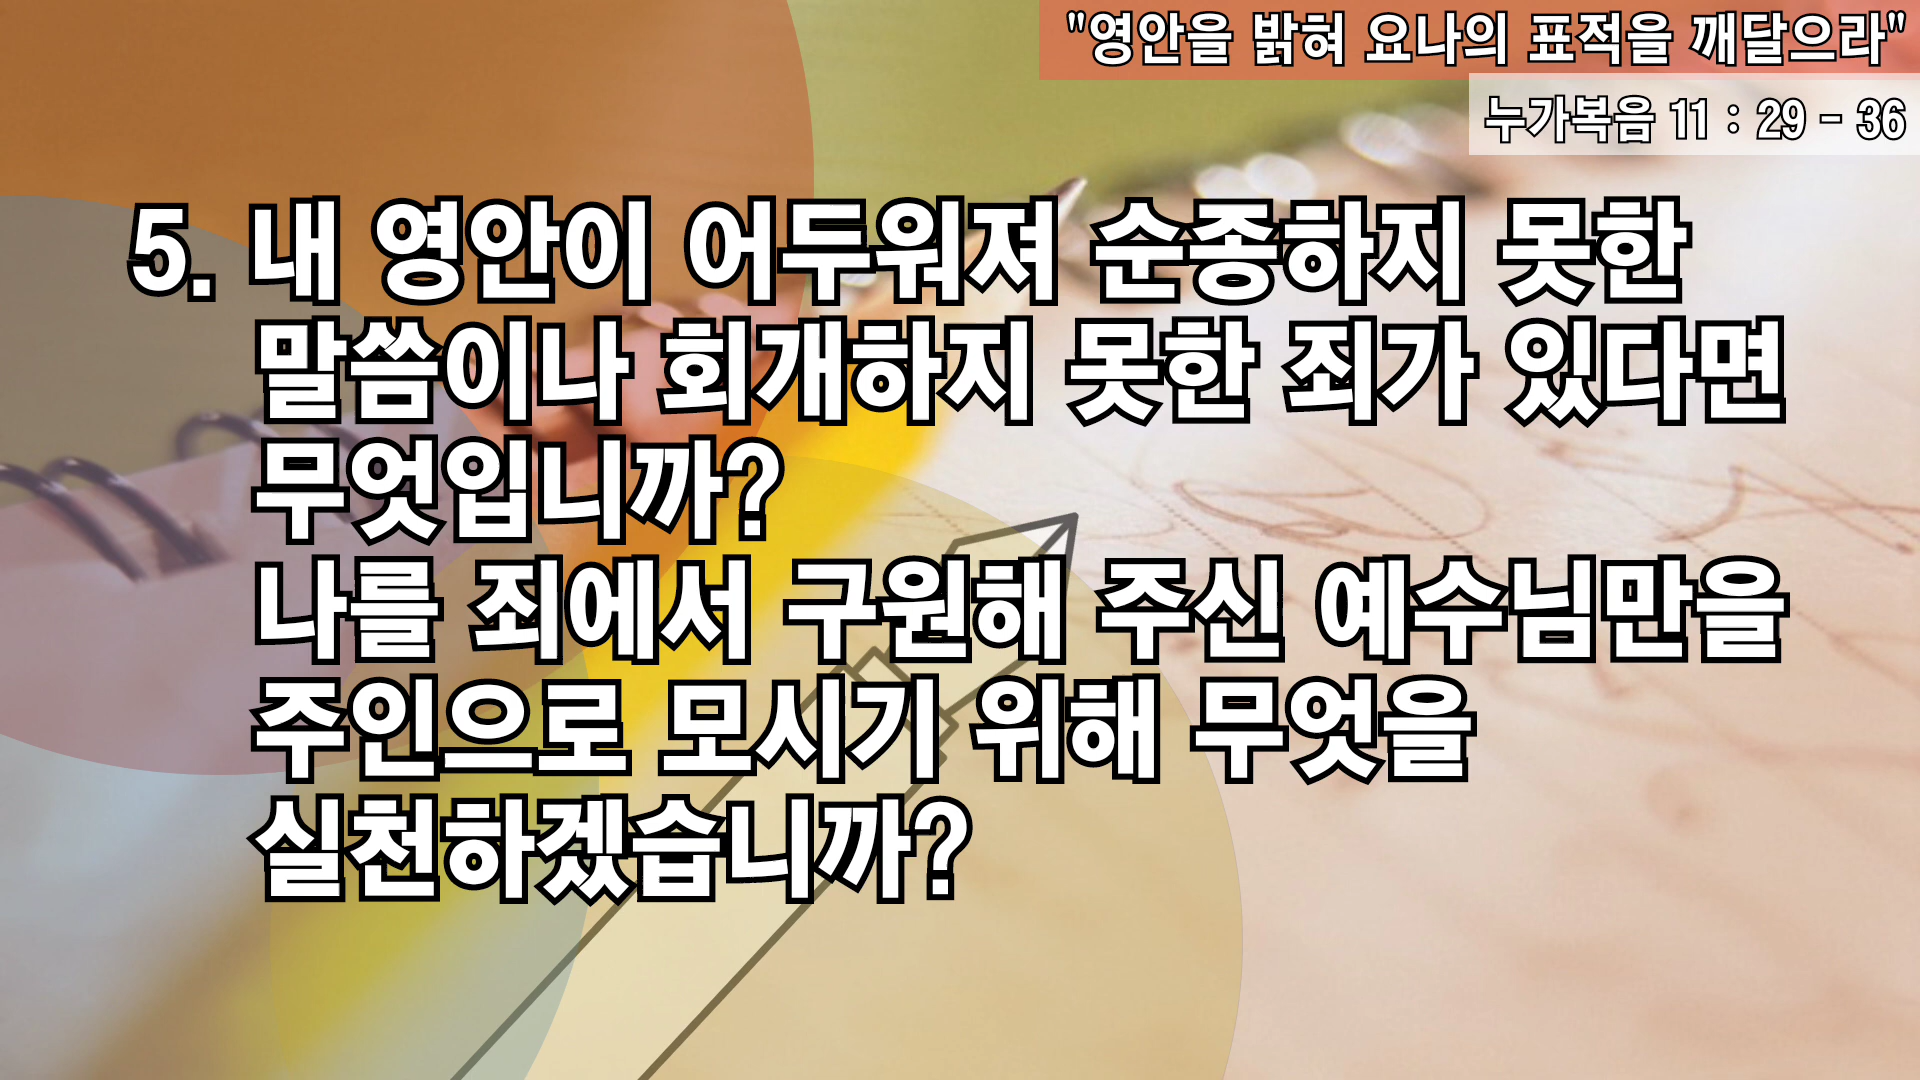 "영안을 밝혀 요나의 표적을 깨달으라"
누가복음 11 : 29 - 36
5. 내 영안이 어두워져 순종하지 못한
말씀이나 회개하지 못한 죄가 있다면
무엇입니까?
나를 죄에서 구원해 주신 예수님만을
주인으로 모시기 위해 무엇을
실천하겠습니까?